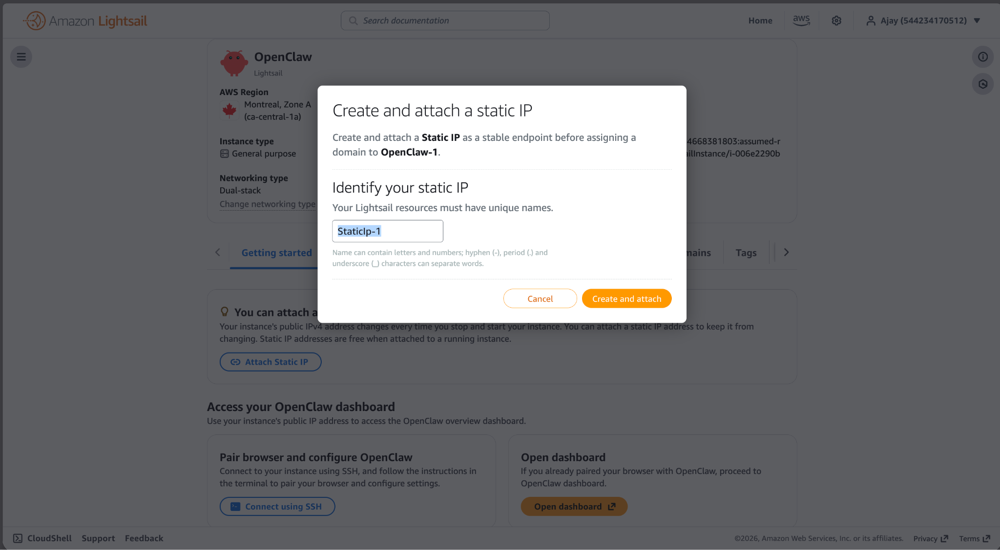 Amazon Lightsail
Search documentation
Home
aws
Ajay (544234170512)
OpenClaw
Lightsail
AWS Region
Montreal, Zone A
(ca-central-1a)
Instance type
General purpose
Networking type
Dual-stack
Change networking type
4668381803:assumed-r
ailInstance/i-006e2290b
Create and attach a static IP
Create and attach a Static IP as a stable endpoint before assigning a
domain to OpenClaw-1.
Identify your static IP
Your Lightsail resources must have unique names.
StaticIp-1
Name can contain letters and numbers; hyphen (-), period (.) and
underscore (_) characters can separate words.
Cancel
Create and attach
Getting started
mains
Tags
You can attach a
Your instance's public IPv4 address changes every time you stop and start your instance. You can attach a static IP address to keep it from
changing. Static IP addresses are free when attached to a running instance.
Attach Static IP
Access your OpenClaw dashboard
Use your instance's public IP address to access the OpenClaw overview dashboard.
Pair browser and configure OpenClaw
Connect to your instance using SSH, and follow the instructions in
the terminal to pair your browser and configure settings.
Connect using SSH
Open dashboard
If you already paired your browser with OpenClaw, proceed to
OpenClaw dashboard.
Open dashboard
CloudShell
Support
Feedback
©2026, Amazon Web Services, Inc. or its affiliates.
Privacy
Terms